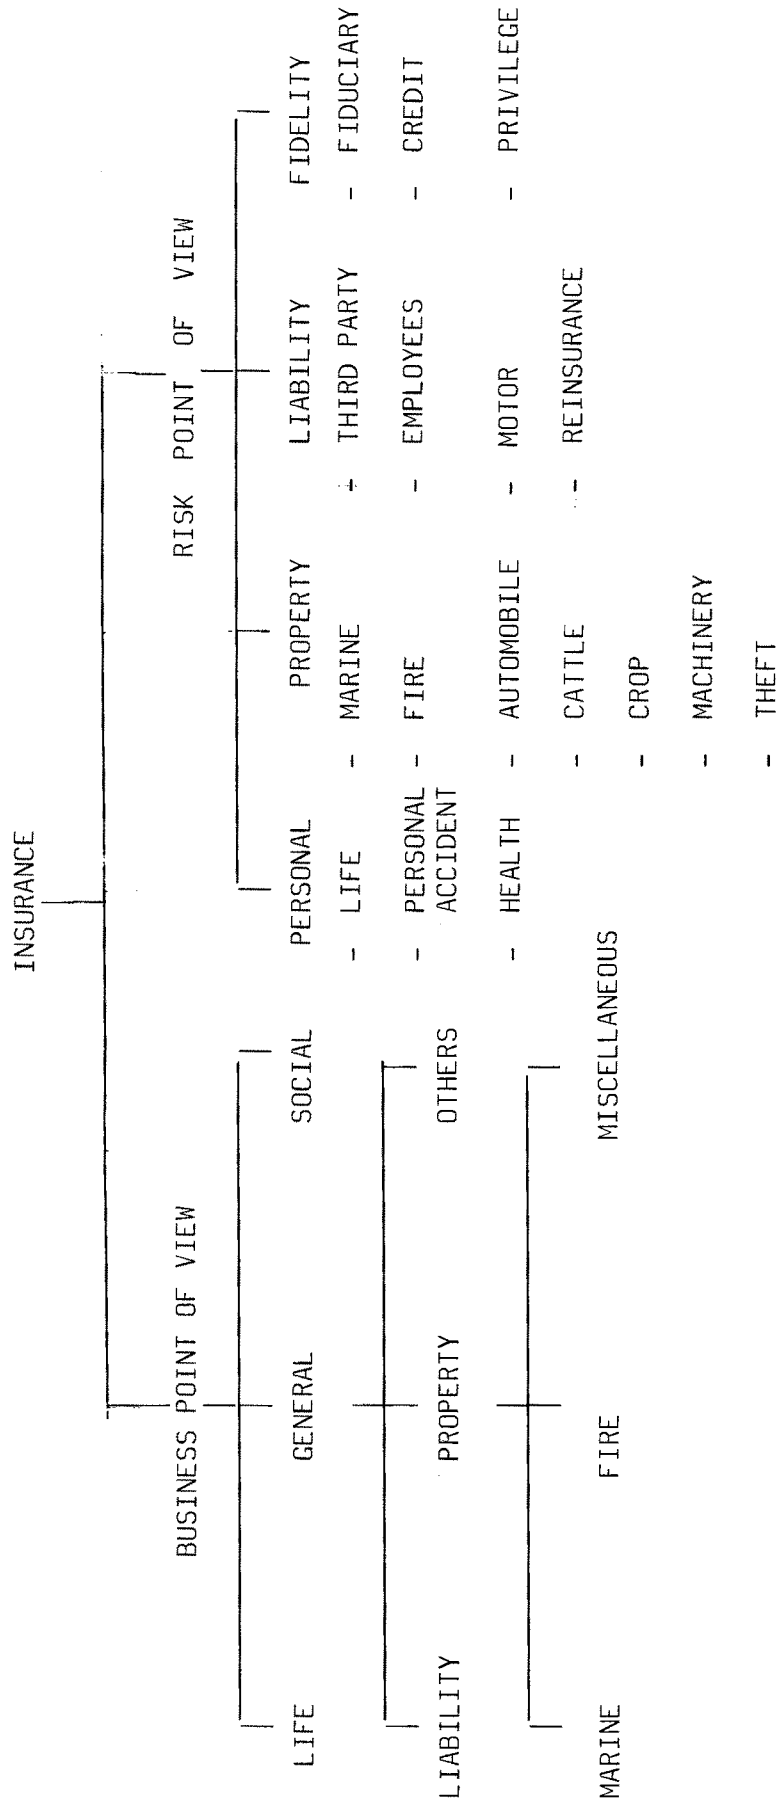 INSURANCE
BUSINESS POINT OF VIEW RISK POINT OF VIEW
LIFE GENERAL SOCIAL PERSONAL PROPERTY LIABILITY FIDELITY
- LIFE - MARINE - THIRD PARTY - FIDUCIARY
- PERSONAL - FIRE - EMPLOYEES - CREDIT
LIABILITY PROPERTY OTHERS ACCIDENT
- HEALTH - AUTOMOBILE - MOTOR - PRIVILEGE
- CATTLE - REINSURANCE
MARINE FIRE MISCELLANEOUS - CROP
- MACHINERY
- THEFT